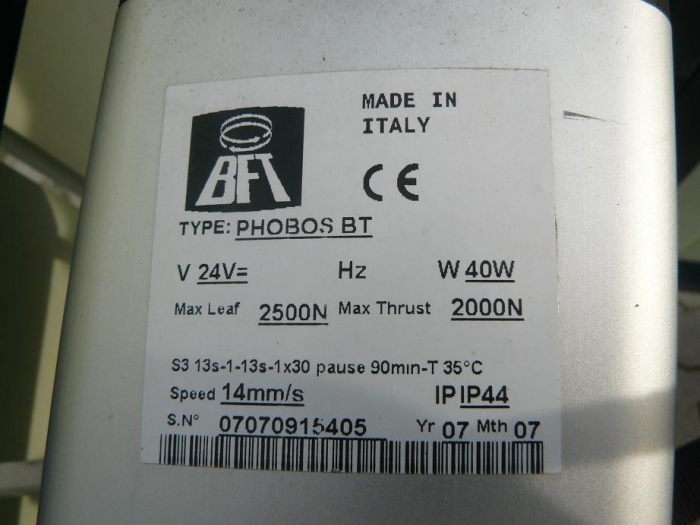 MADE IN
ITALY
BFT
CE
TYPE: PHOBOS BT
V 24V= Hz W 40W
Max Leaf 2500N Max Thrust 2000N
S3 13s-1-13s-1x30 pause 90min-T 35°C
Speed 14mm/s IP IP44
S.N° 07070915405 Yr 07 Mth 07